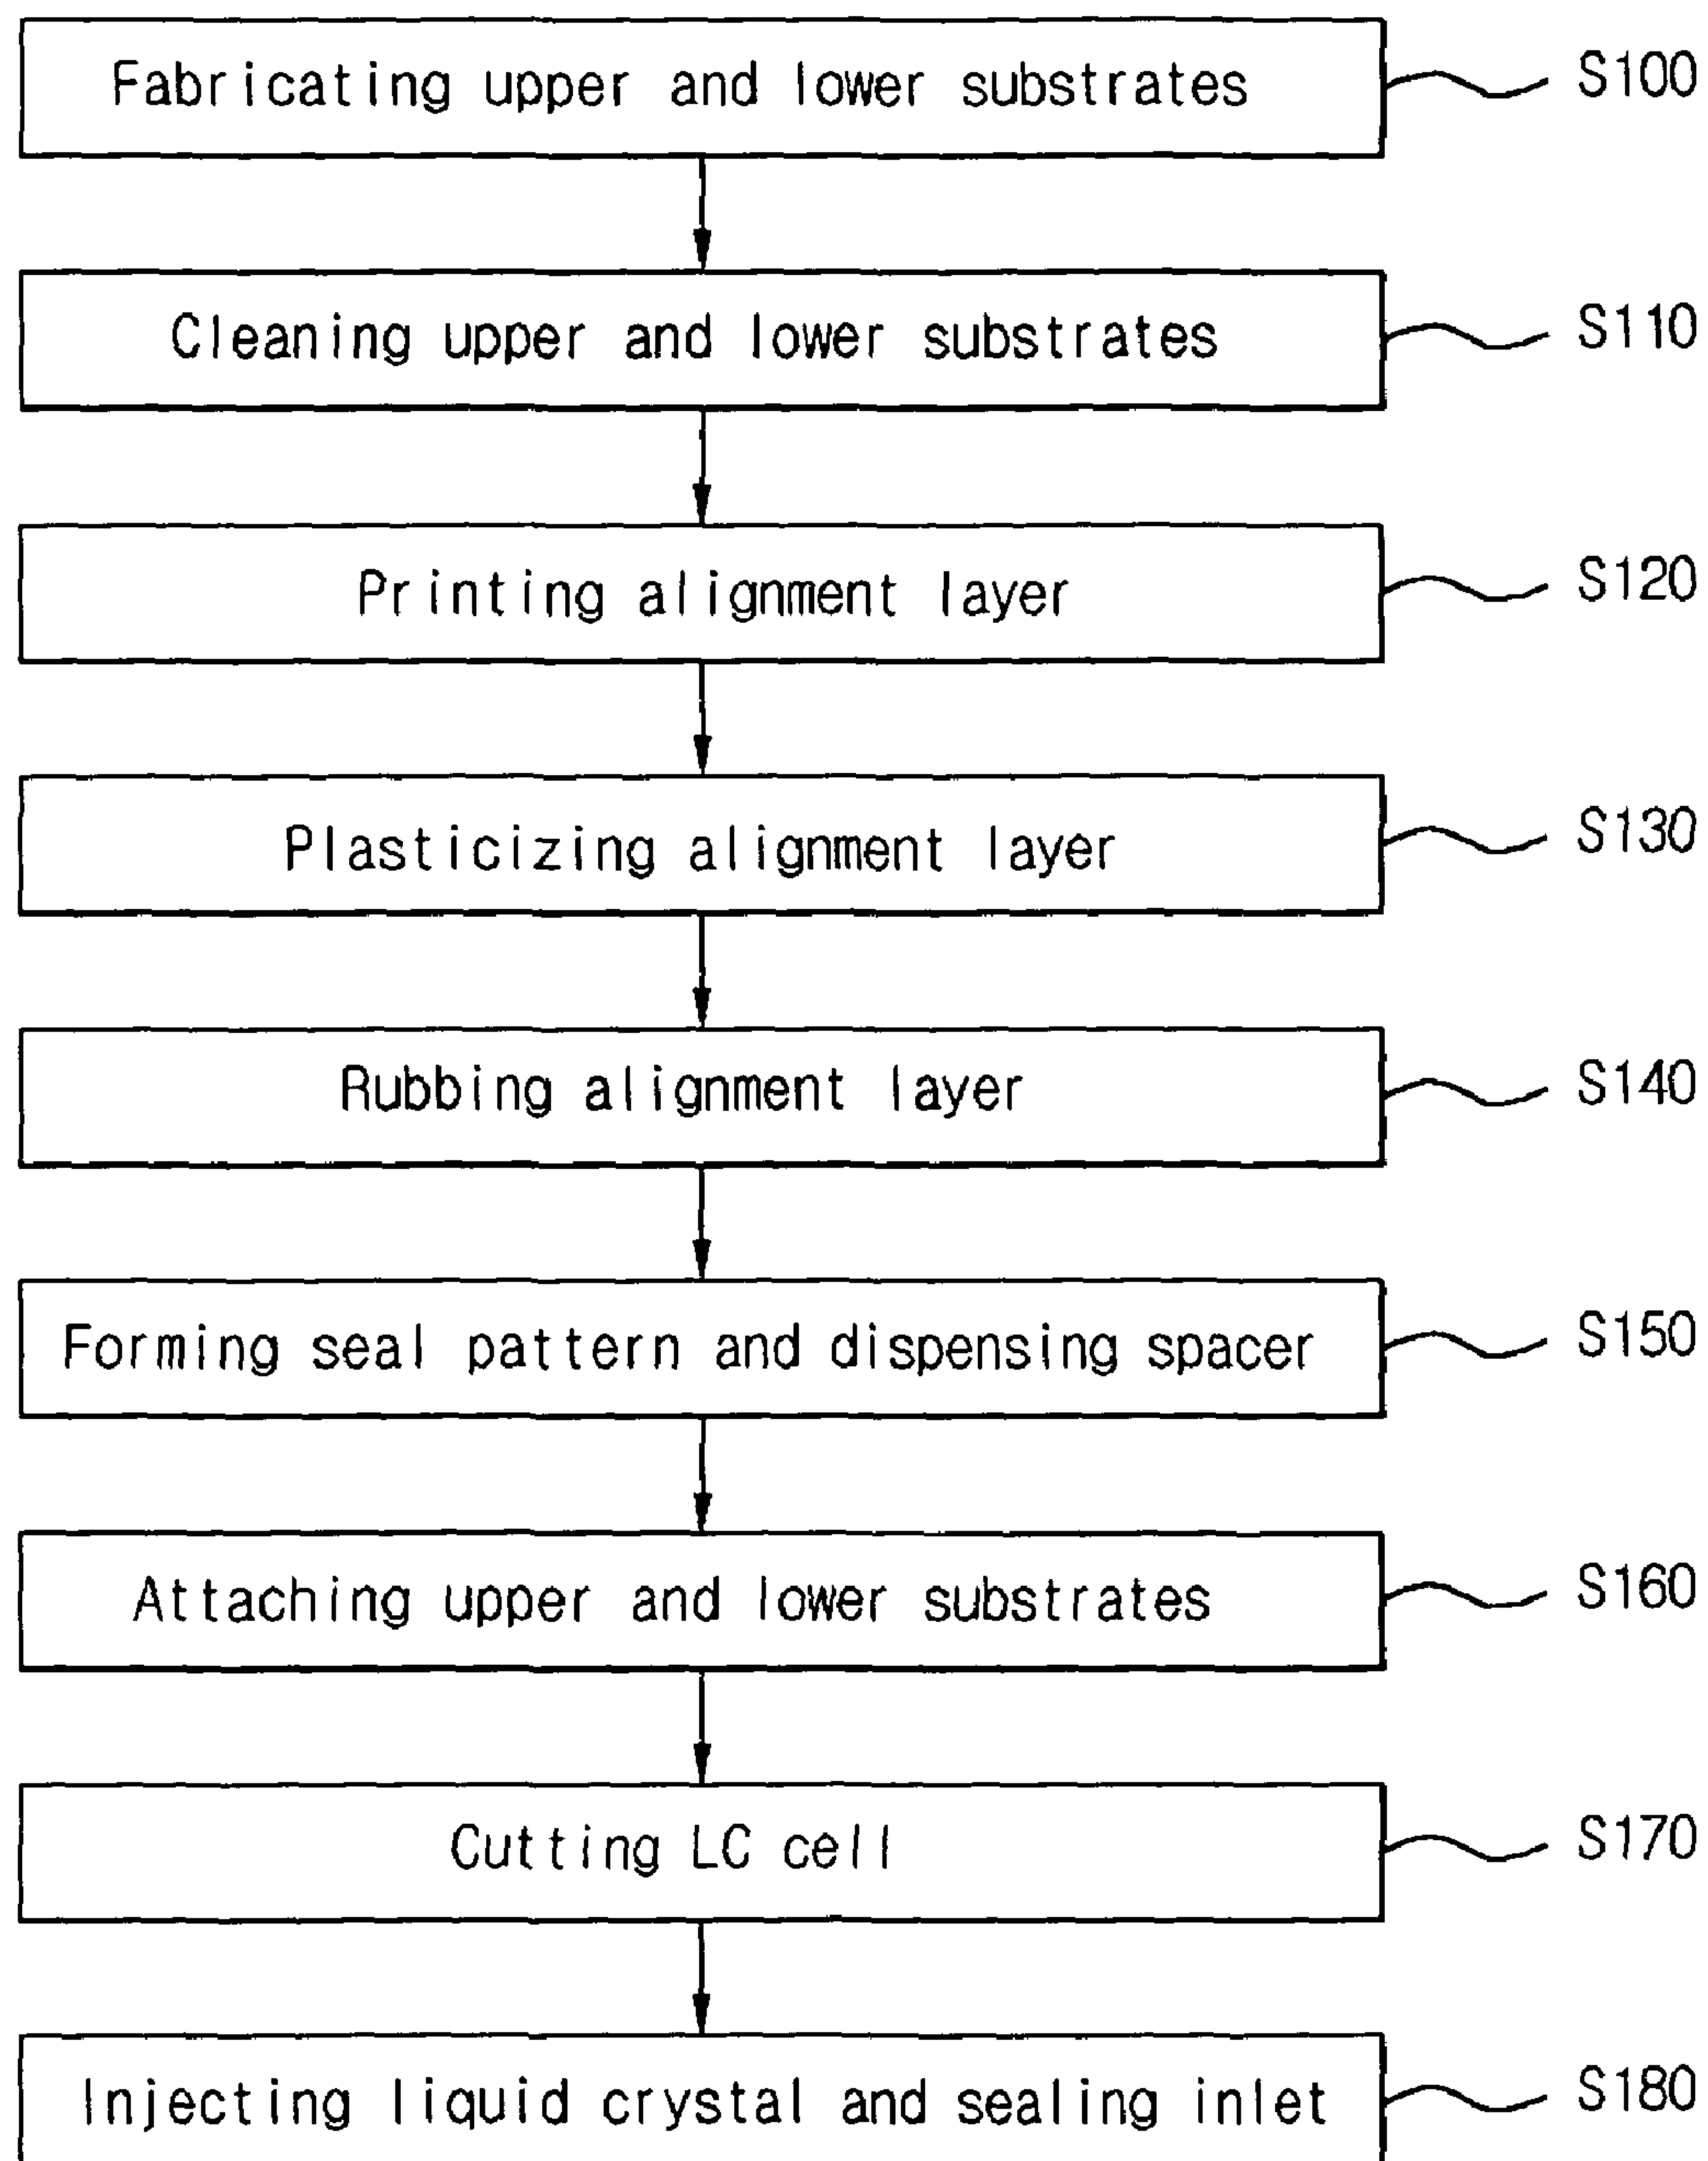 Fabricating upper and lower substrates S100
Cleaning upper and lower substrates S110
Printing alignment layer S120
Plasticizing alignment layer S130
Rubbing alignment layer S140
Forming seal pattern and dispensing spacer S150
Attaching upper and lower substrates S160
Cutting LC cell S170
Injecting liquid crystal and sealing inlet S180